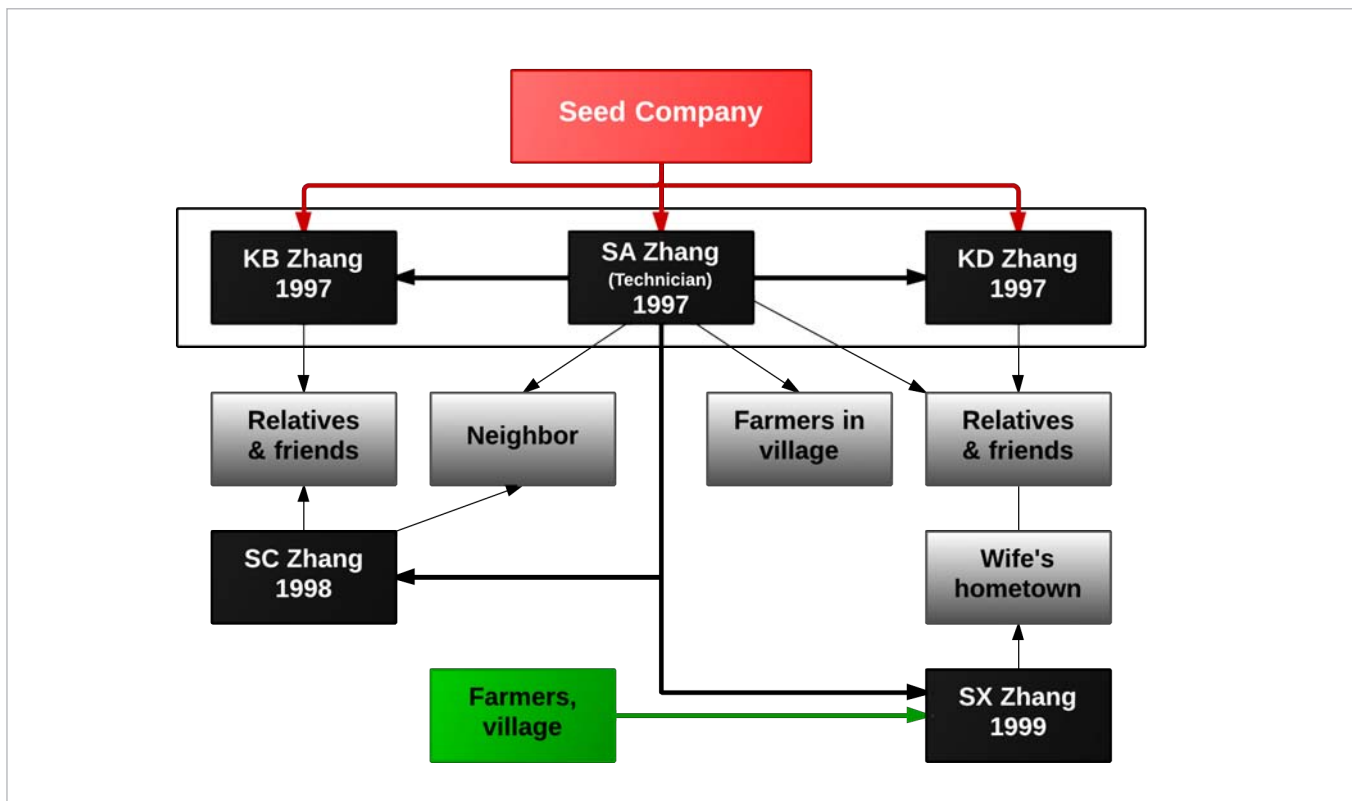 Seed Company
KB Zhang
1997
SA Zhang
(Technician)
1997
KD Zhang
1997
Relatives
& friends
Neighbor
Farmers in
village
Relatives
& friends
SC Zhang
1998
Wife's
hometown
Farmers,
village
SX Zhang
1999